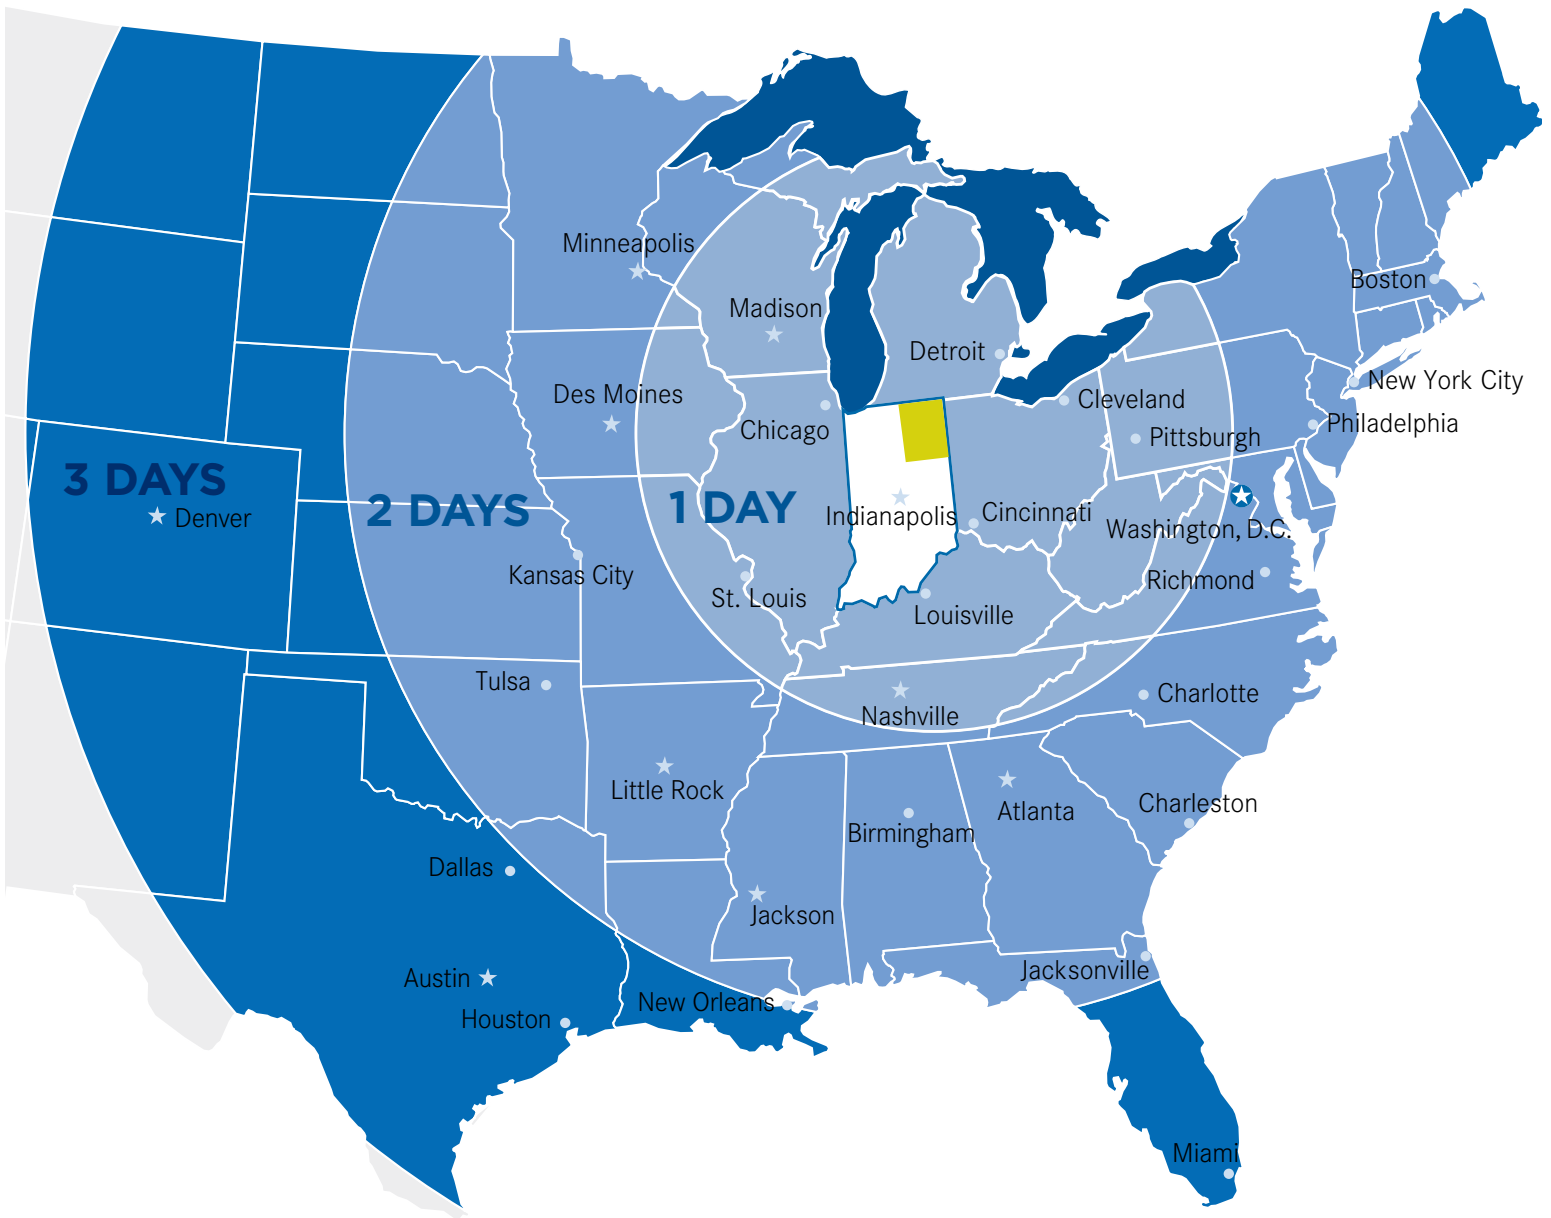 Minneapolis
Boston
Madison
Detroit
New York City
Des Moines
Cleveland
Chicago
Philadelphia
Pittsburgh
3 DAYS
2 DAYS
1 DAY
Denver
Indianapolis
Cincinnati
Washington, D.C.
Kansas City
Richmond
St. Louis
Louisville
Tulsa
Charlotte
Nashville
Little Rock
Charleston
Atlanta
Birmingham
Dallas
Jackson
Jacksonville
Austin
New Orleans
Houston
Miami